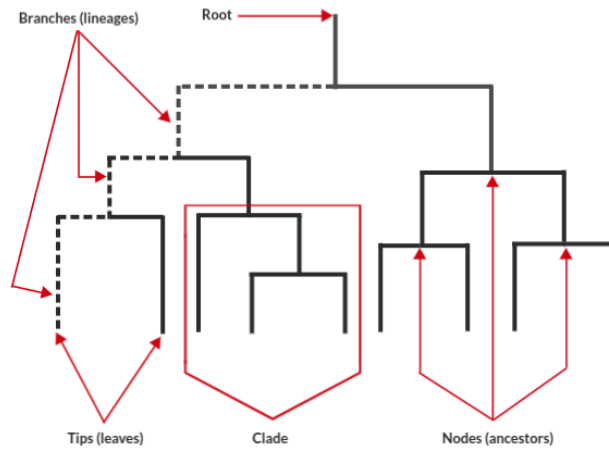 Branches (lineages)
Root
Tips (leaves)
Clade
Nodes (ancestors)